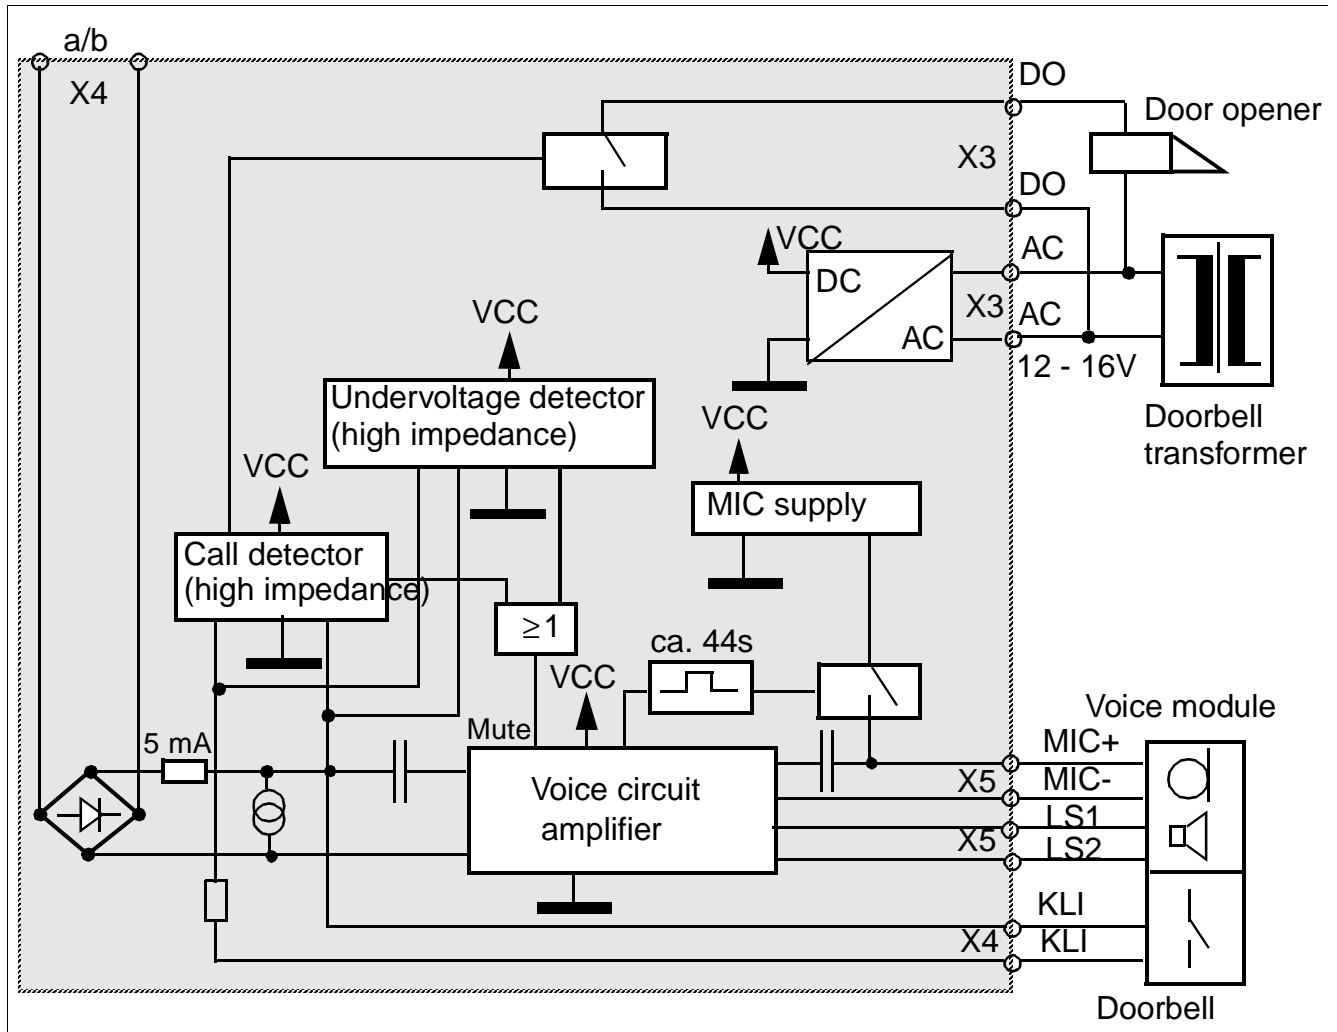 a/b
X4
DO
Door opener
X3
DO
VCC
AC
DC
AC
X3
AC
12 - 16V
Doorbell
transformer
VCC
Undervoltage detector
(high impedance)
VCC
MIC supply
VCC
Call detector
(high impedance)
≥1
ca. 44s
VCC
Mute
5 mA
Voice circuit
amplifier
Voice module
MIC+
X5
MIC-
LS1
X5
LS2
KLI
X4
KLI
Doorbell